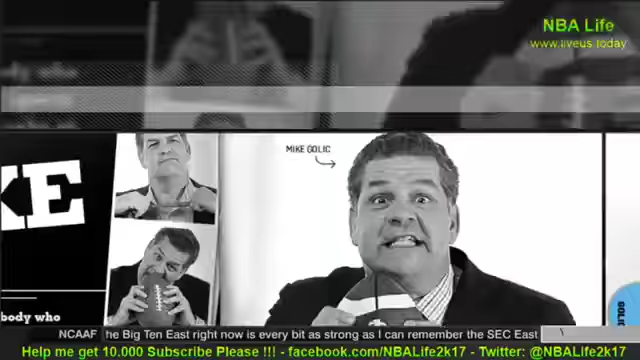 NBA Life
www.liveus.today
MIKE GOLIC
KE
body who
NCAAF he Big Ten East right now is every bit as strong as I can remember the SEC East
Help me get 10.000 Subscribe Please !!! - facebook.com/NBALife2k17 - Twitter: @NBALife2k17